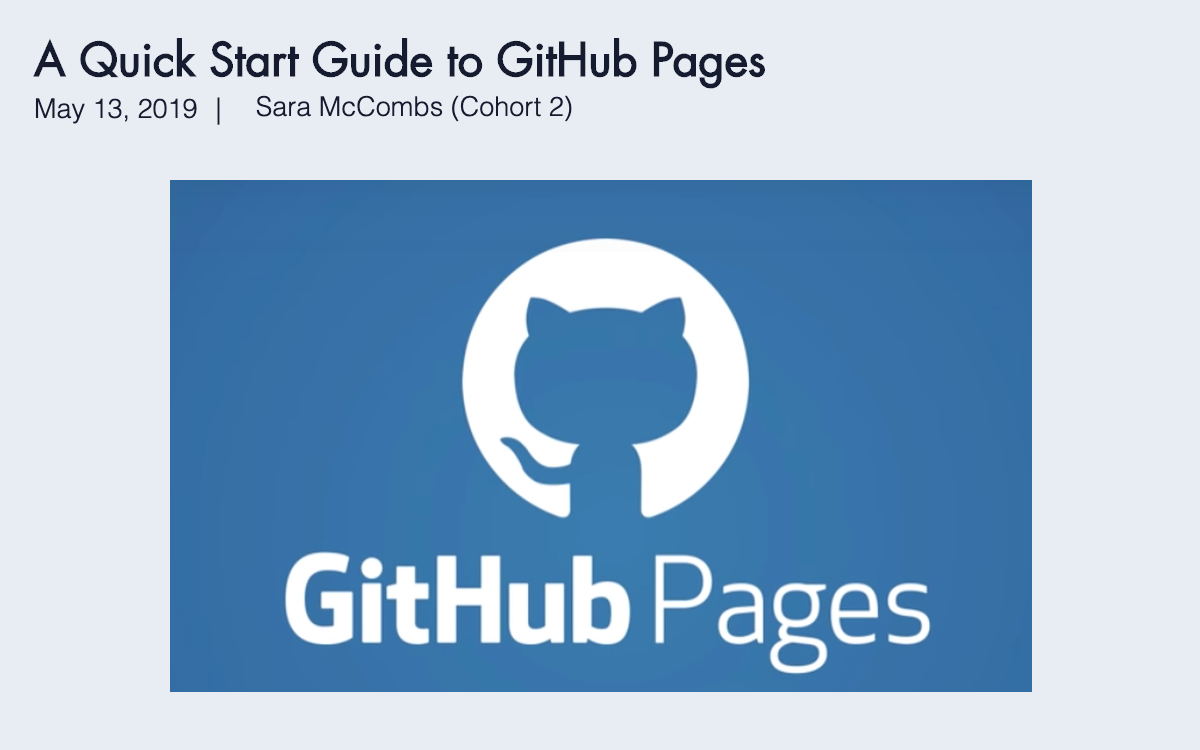 A Quick Start Guide to GitHub Pages
May 13, 2019 | Sara McCombs (Cohort 2)
GitHub Pages